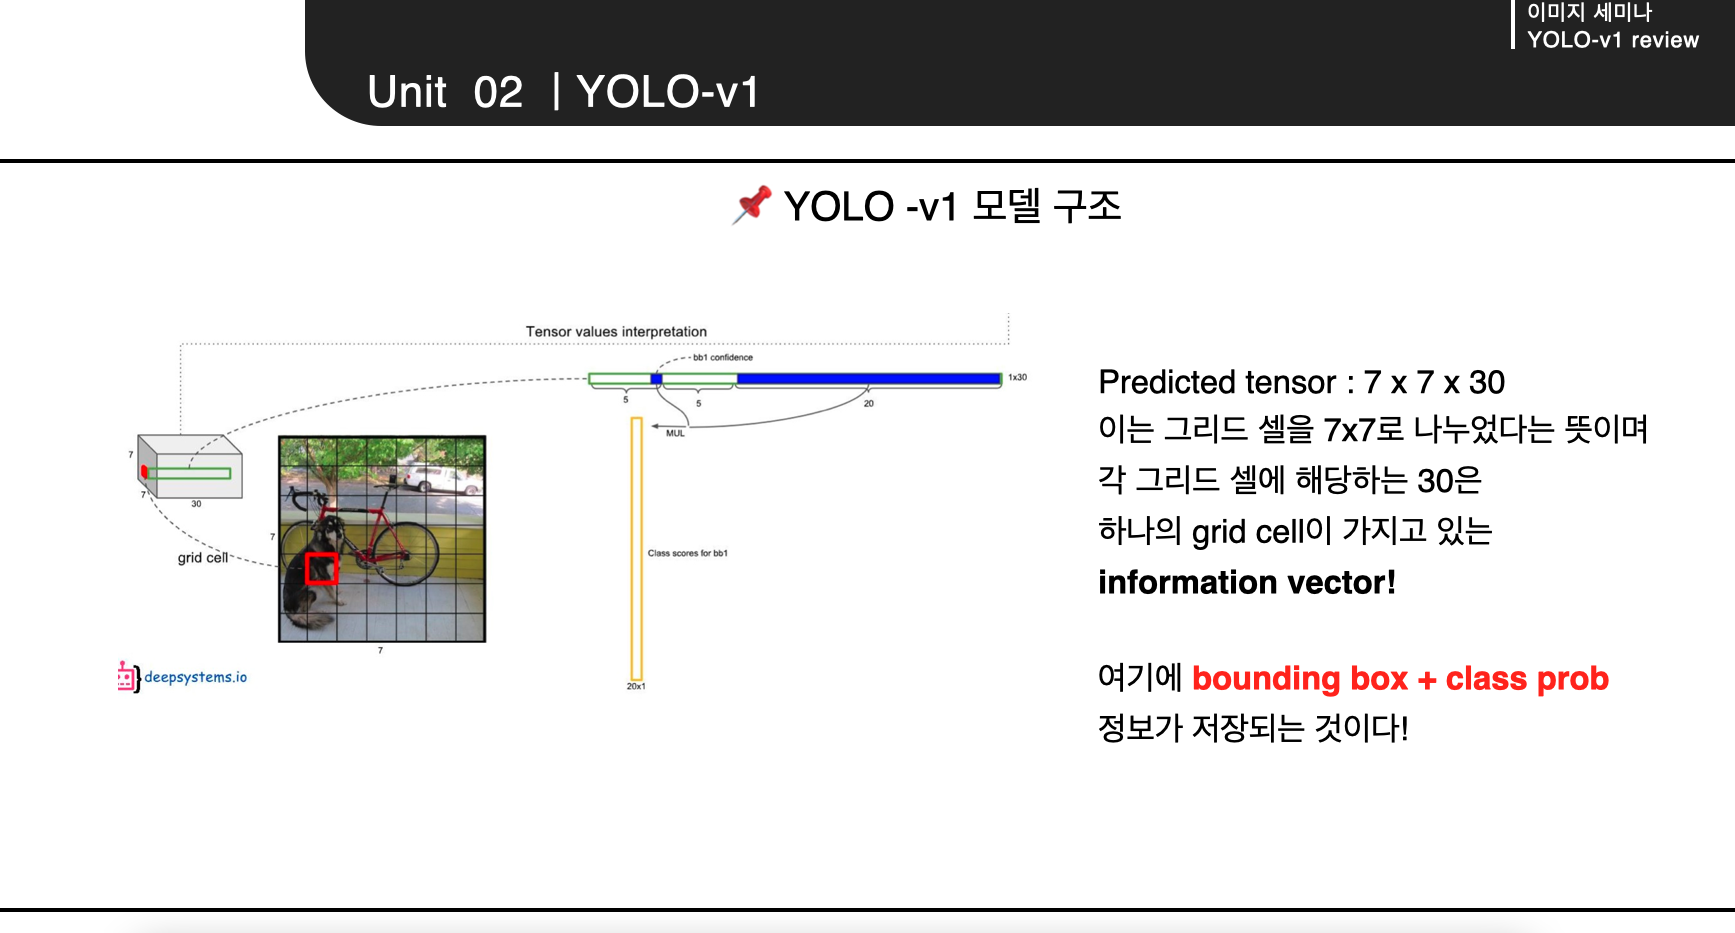 이미지 세미나
YOLO-v1 review
Unit 02 | YOLO-v1
YOLO -v1 모델 구조
Tensor values interpretation
bb1 confidence
1x30
5
5
20
MUL
7
7
30
grid cell
7
7
Class scores for bb1
20x1
deepsystems.io
Predicted tensor : 7 x 7 x 30
이는 그리드 셀을 7x7로 나누었다는 뜻이며
각 그리드 셀에 해당하는 30은
하나의 grid cell이 가지고 있는
information vector!
여기에 bounding box + class prob
정보가 저장되는 것이다!